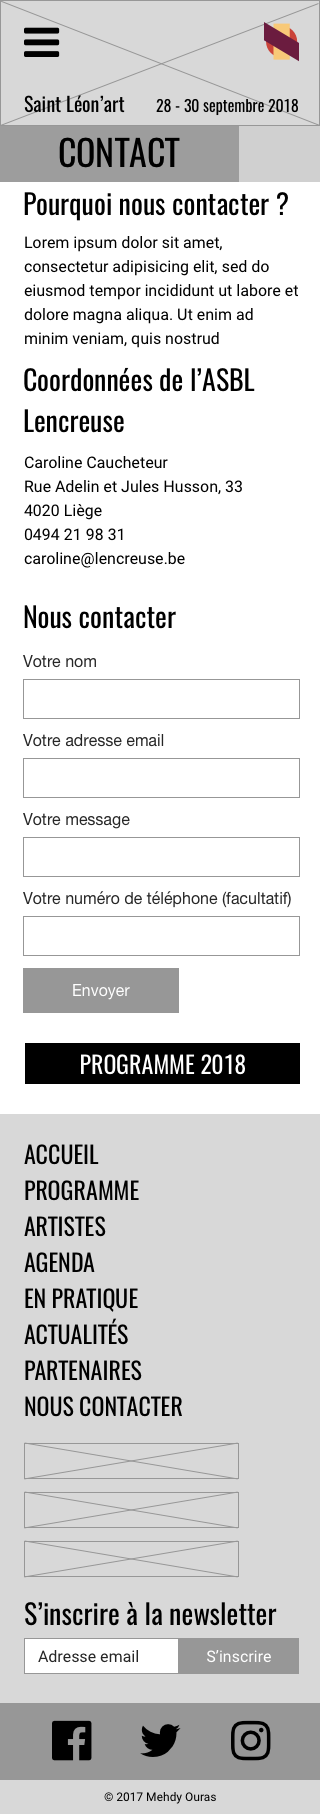 Saint Léon’art 28 - 30 septembre 2018
CONTACT
Pourquoi nous contacter ?
Lorem ipsum dolor sit amet,
consectetur adipisicing elit, sed do
eiusmod tempor incididunt ut labore et
dolore magna aliqua. Ut enim ad
minim veniam, quis nostrud
Coordonnées de l’ASBL
Lencreuse
Caroline Caucheteur
Rue Adelin et Jules Husson, 33
4020 Liège
0494 21 98 31
caroline@lencreuse.be
Nous contacter
Votre nom
Votre adresse email
Votre message
Votre numéro de téléphone (facultatif)
Envoyer
PROGRAMME 2018
ACCUEIL
PROGRAMME
ARTISTES
AGENDA
EN PRATIQUE
ACTUALITÉS
PARTENAIRES
NOUS CONTACTER
S’inscrire à la newsletter
Adresse email S’inscrire
© 2017 Mehdy Ouras